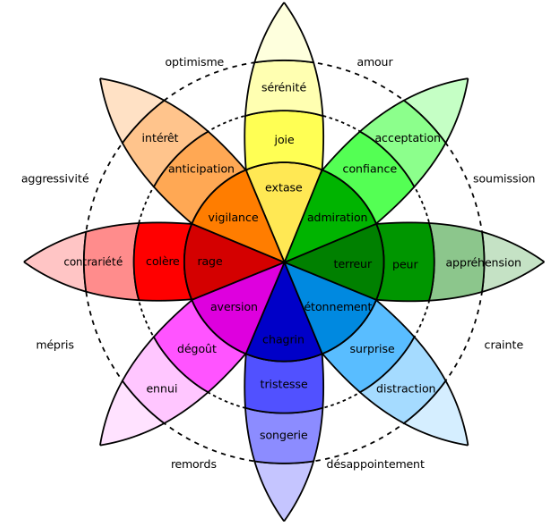 optimisme
amour
sérénité
intérêt
acceptation
joie
anticipation
confiance
aggressivité
soumission
extase
vigilance
admiration
contrariété
colère
rage
terreur
peur
appréhension
aversion
étonnement
chagrin
mépris
dégoût
surprise
crainte
ennui
tristesse
distraction
songerie
remords
désappointement